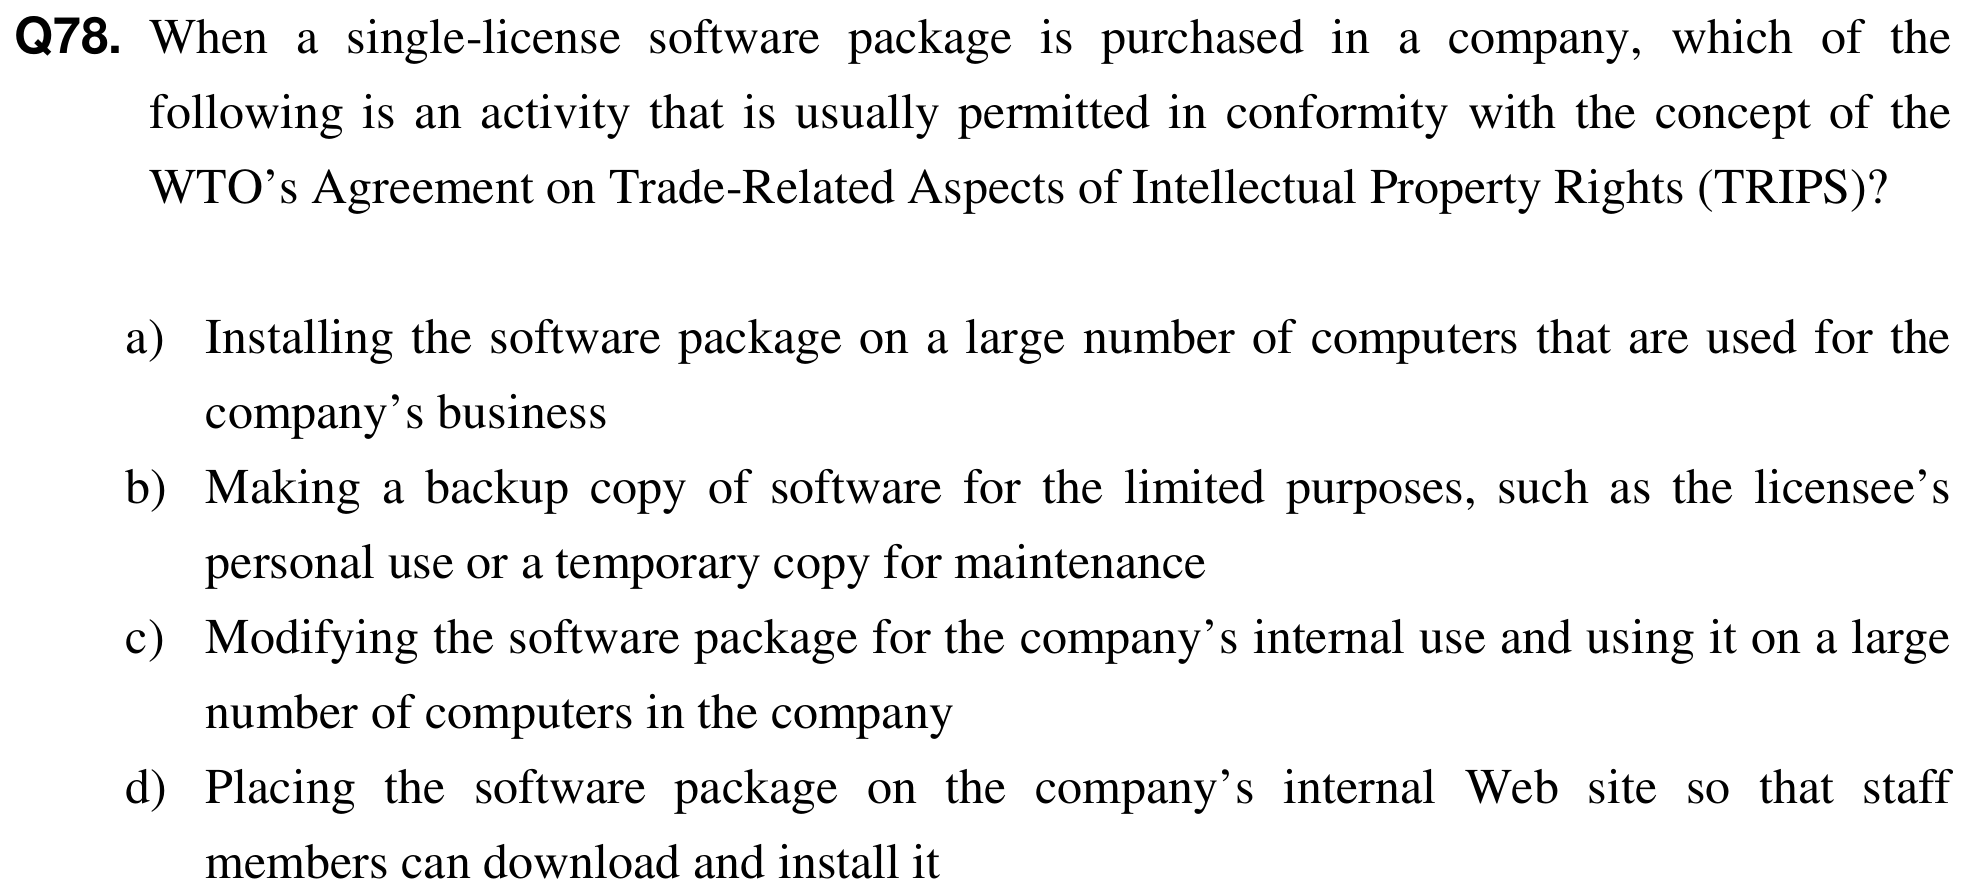 Q78. When a single-license software package is purchased in a company, which of the
following is an activity that is usually permitted in conformity with the concept of the
WTO’s Agreement on Trade-Related Aspects of Intellectual Property Rights (TRIPS)?
a) Installing the software package on a large number of computers that are used for the
company’s business
b) Making a backup copy of software for the limited purposes, such as the licensee’s
personal use or a temporary copy for maintenance
c) Modifying the software package for the company’s internal use and using it on a large
number of computers in the company
d) Placing the software package on the company’s internal Web site so that staff
members can download and install it